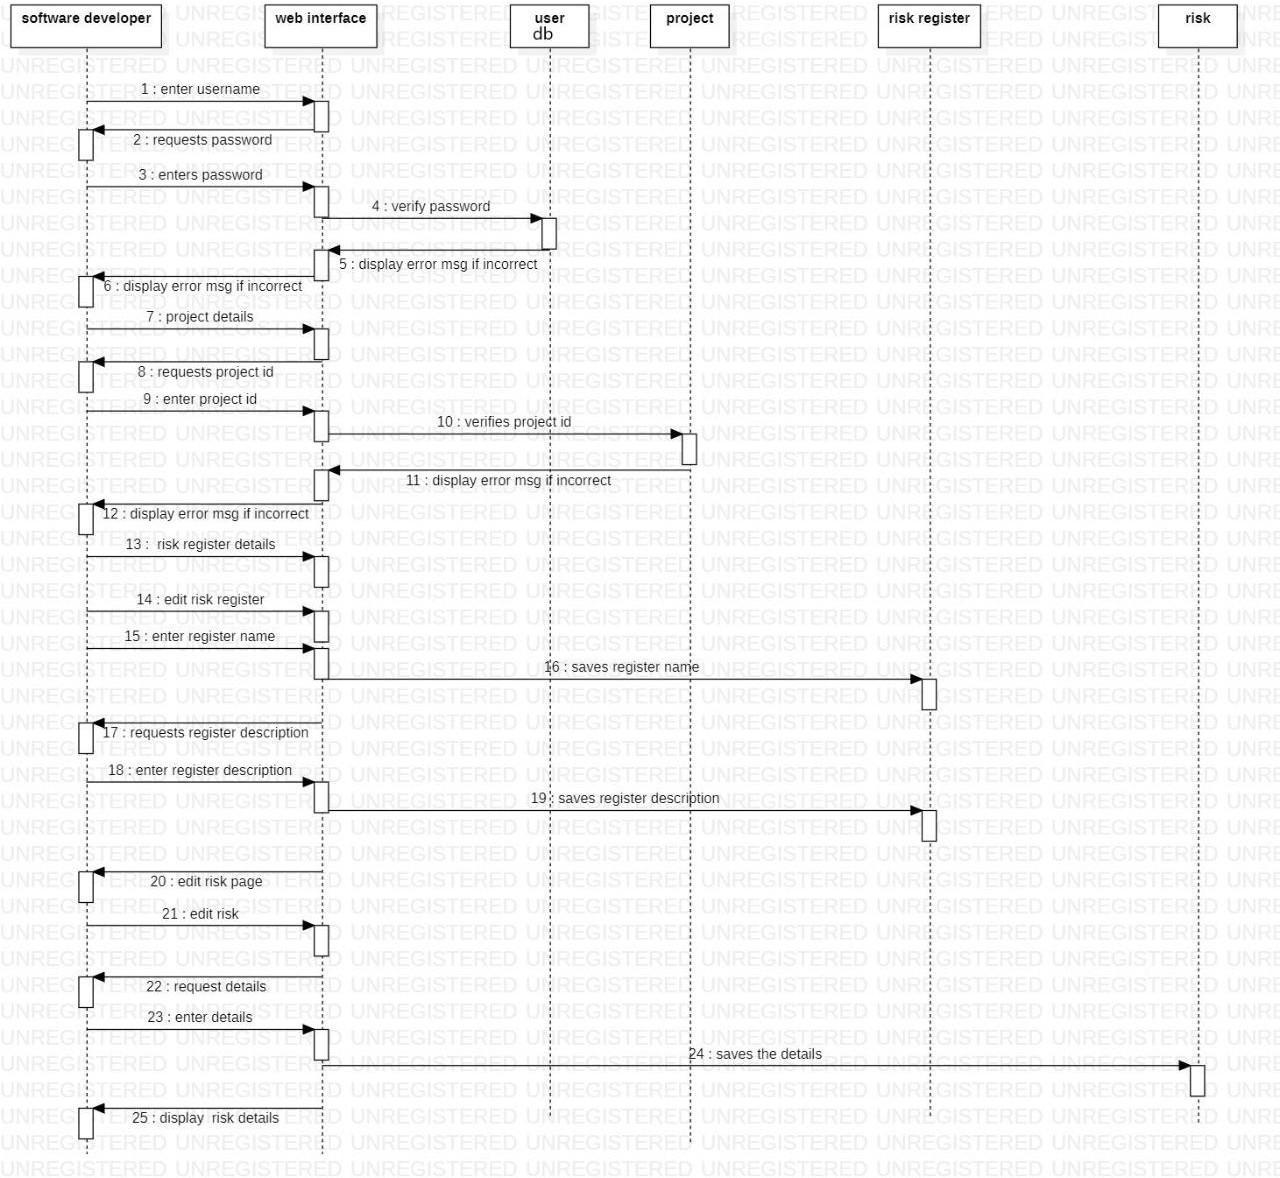 software developer
web interface
user
db
project
risk register
risk
1 : enter username
2 : requests password
3 : enters password
4 : verify password
5 : display error msg if incorrect
6 : display error msg if incorrect
7 : project details
8 : requests project id
9 : enter project id
10 : verifies project id
11 : display error msg if incorrect
12 : display error msg if incorrect
13 :  risk register details
14 : edit risk register
15 : enter register name
16 : saves register name
17 : requests register description
18 : enter register description
19 : saves register description
20 : edit risk page
21 : edit risk
22 : request details
23 : enter details
24 : saves the details
25 : display  risk details
UNREGISTERED